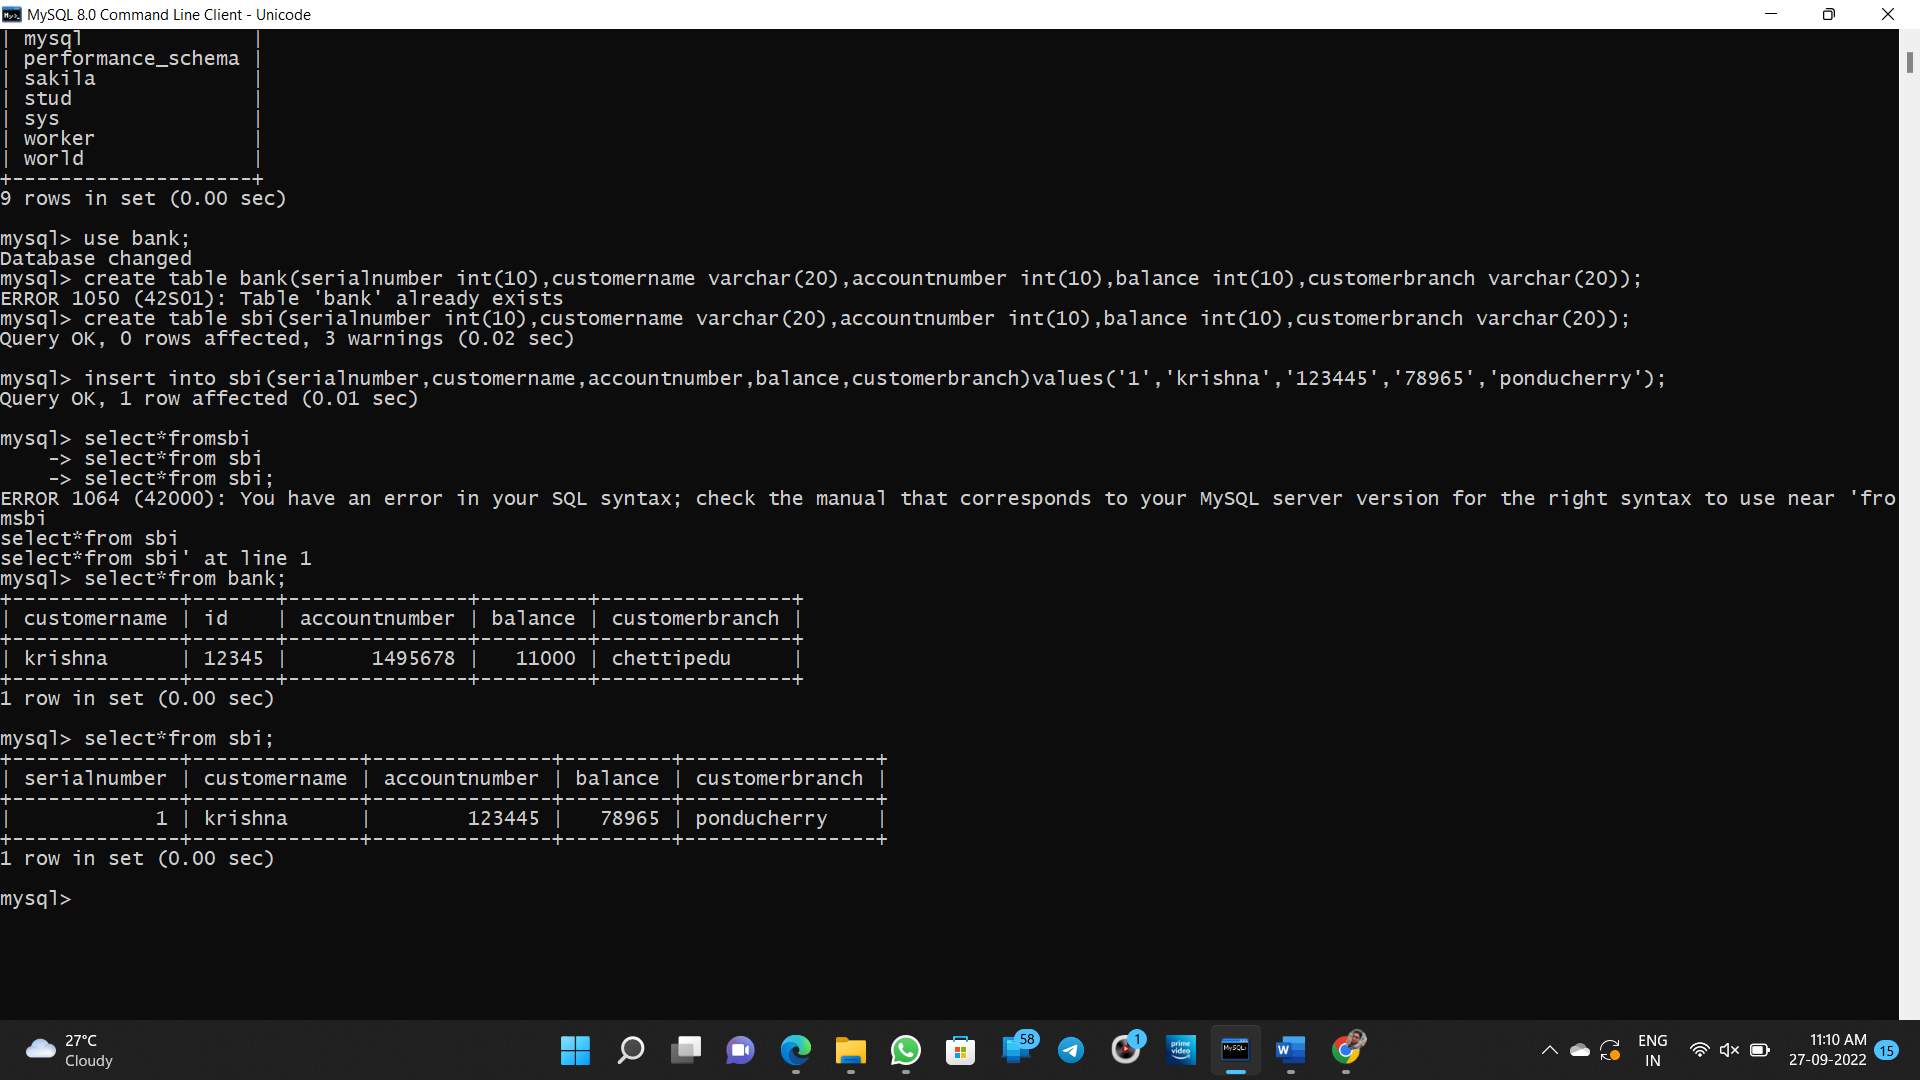 MySQL 8.0 Command Line Client - Unicode
| mysql              |
| performance_schema |
| sakila             |
| stud               |
| sys                |
| worker             |
| world              |
+--------------------+
9 rows in set (0.00 sec)
mysql> use bank;
Database changed
mysql> create table bank(serialnumber int(10),customername varchar(20),accountnumber int(10),balance int(10),customerbranch varchar(20));
ERROR 1050 (42S01): Table 'bank' already exists
mysql> create table sbi(serialnumber int(10),customername varchar(20),accountnumber int(10),balance int(10),customerbranch varchar(20));
Query OK, 0 rows affected, 3 warnings (0.02 sec)
mysql> insert into sbi(serialnumber,customername,accountnumber,balance,customerbranch)values('1','krishna','123445','78965','ponducherry');
Query OK, 1 row affected (0.01 sec)
mysql> select*fromsbi
    -> select*from sbi
    -> select*from sbi;
ERROR 1064 (42000): You have an error in your SQL syntax; check the manual that corresponds to your MySQL server version for the right syntax to use near 'fro
msbi
select*from sbi
select*from sbi' at line 1
mysql> select*from bank;
+--------------+-------+---------------+---------+----------------+
| customername | id    | accountnumber | balance | customerbranch |
+--------------+-------+---------------+---------+----------------+
| krishna      | 12345 |       1495678 |   11000 | chettipedu     |
+--------------+-------+---------------+---------+----------------+
1 row in set (0.00 sec)
mysql> select*from sbi;
+--------------+--------------+---------------+---------+----------------+
| serialnumber | customername | accountnumber | balance | customerbranch |
+--------------+--------------+---------------+---------+----------------+
|            1 | krishna      |        123445 |   78965 | ponducherry    |
+--------------+--------------+---------------+---------+----------------+
1 row in set (0.00 sec)
mysql>
27°C
Cloudy
58
1
prime
video
MySQL
W
ENG
IN
11:10 AM
27-09-2022
15